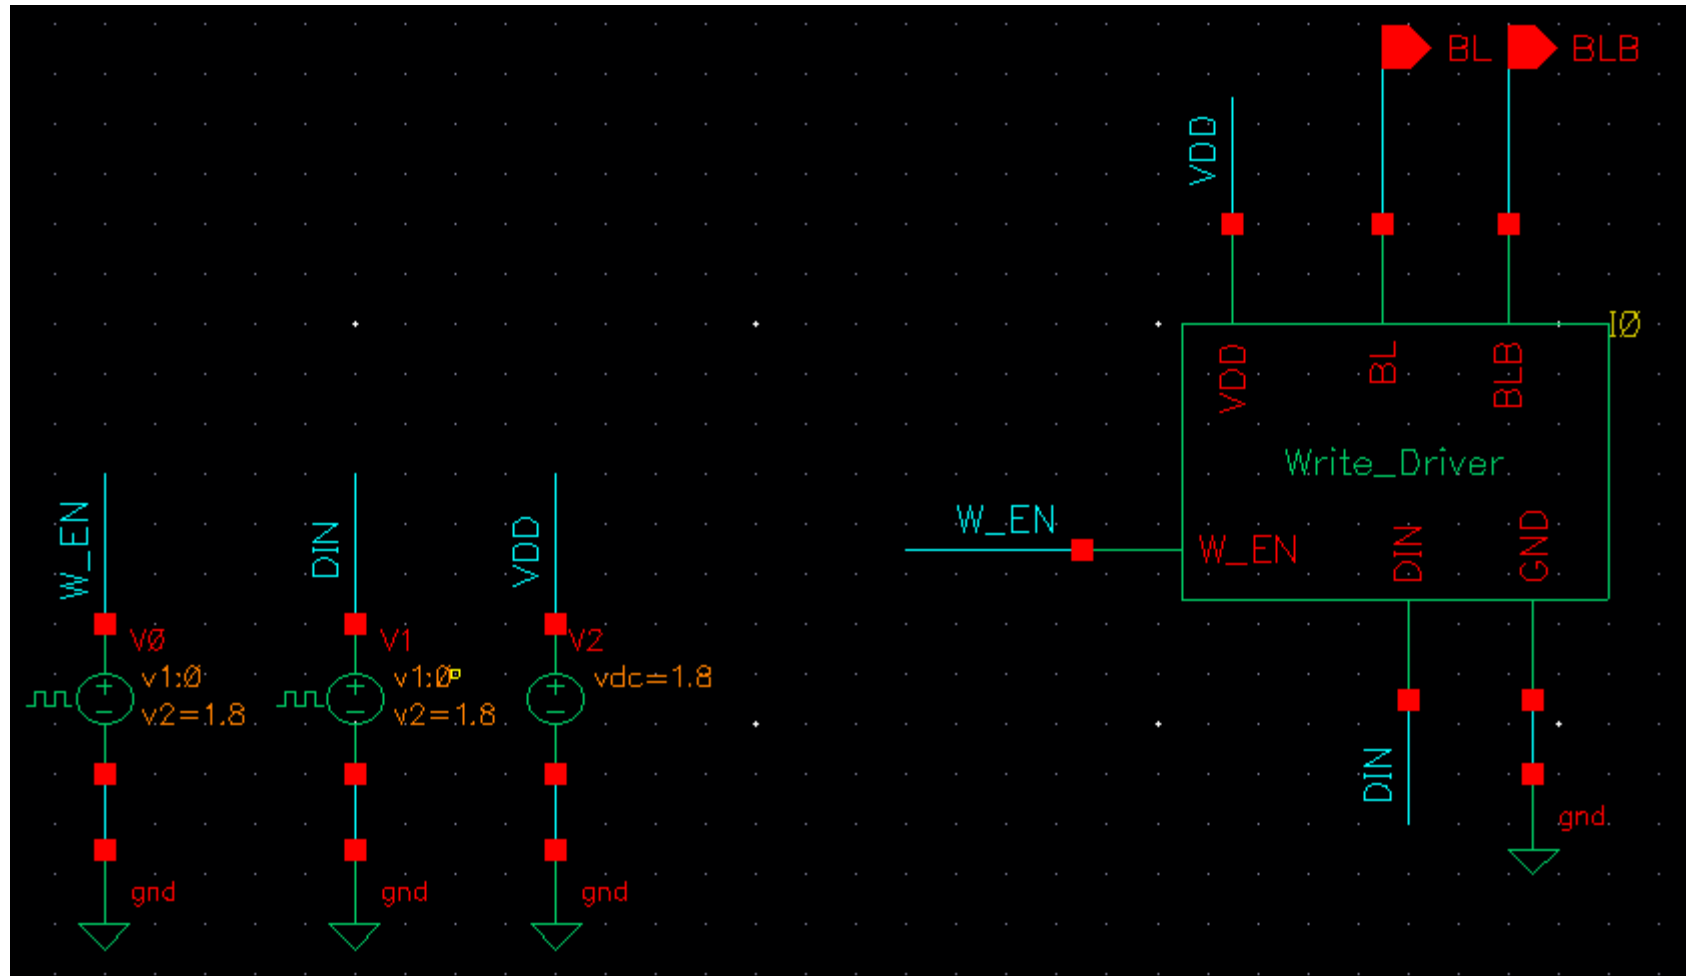 BL
BLB
VDD
I0
VDD
BL
BLB
Write_Driver
W_EN
DIN
VDD
W_EN
W_EN
DIN
GND
V0
V1
V2
v1:0
v2=1.8
v1:0
v2=1.8
vdc=1.8
DIN
gnd
gnd
gnd
gnd